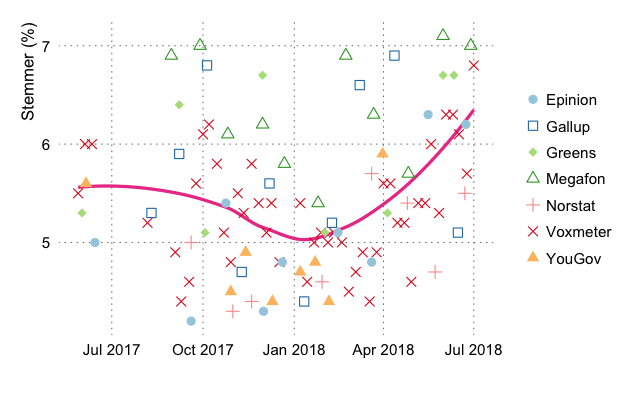 Stemmer (%)
7
6
5
Jul 2017
Oct 2017
Jan 2018
Apr 2018
Jul 2018
Epinion
Gallup
Greens
Megafon
Norstat
Voxmeter
YouGov